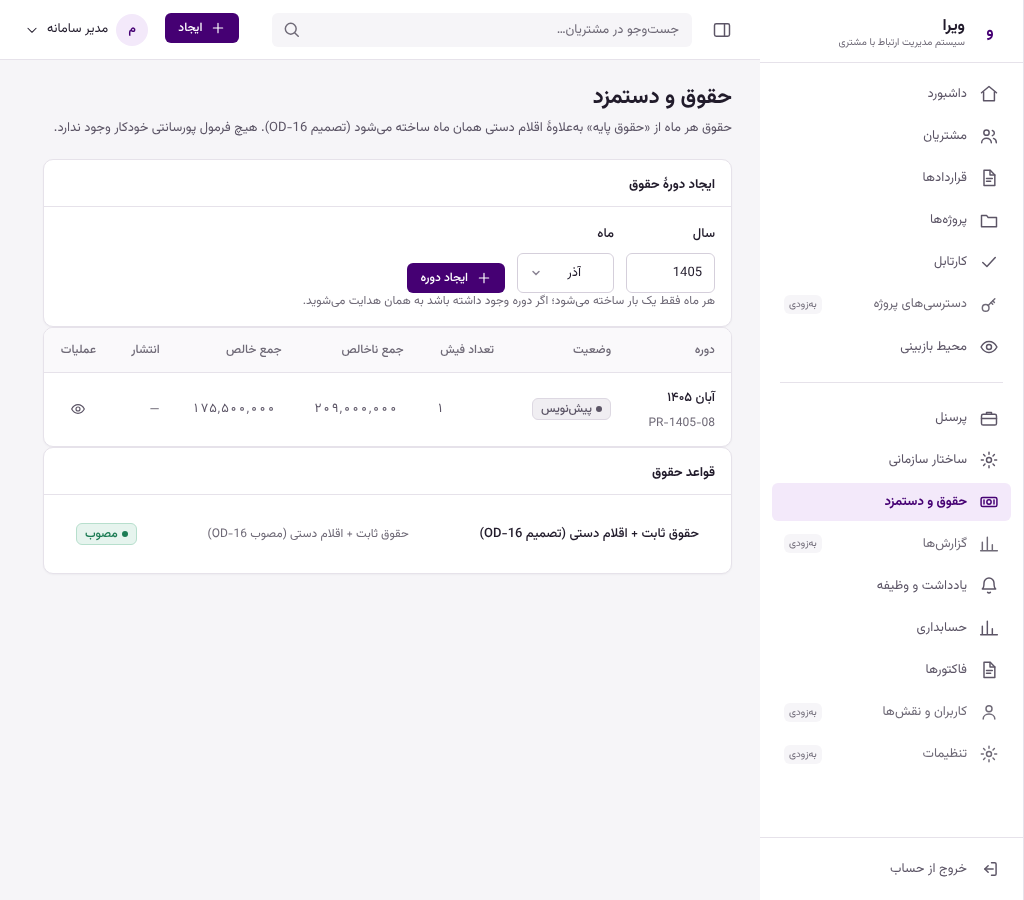 و
ویرا
سیستم مدیریت ارتباط با مشتری
داشبورد
مشتریان
قراردادها
پروژه‌ها
کارتابل
دسترسی‌های پروژه
به‌زودی
محیط بازبینی
پرسنل
ساختار سازمانی
حقوق و دستمزد
گزارش‌ها
به‌زودی
یادداشت و وظیفه
حسابداری
فاکتورها
کاربران و نقش‌ها
به‌زودی
تنظیمات
به‌زودی
خروج از حساب
جست‌وجو در مشتریان…
ایجاد
م
مدیر سامانه
حقوق و دستمزد
حقوق هر ماه از «حقوق پایه» به‌علاوهٔ اقلام دستی همان ماه ساخته می‌شود (تصمیم OD-16). هیچ فرمول پورسانتی خودکار وجود ندارد.
ایجاد دورهٔ حقوق
سال
ماه
1405
آذر
ایجاد دوره
هر ماه فقط یک بار ساخته می‌شود؛ اگر دوره وجود داشته باشد به همان هدایت می‌شوید.
دوره
وضعیت
تعداد فیش
جمع ناخالص
جمع خالص
انتشار
عملیات
آبان ۱۴۰۵
PR-1405-08
پیش‌نویس
۱
۲۰۹,۰۰۰,۰۰۰
۱۷۵,۵۰۰,۰۰۰
—
قواعد حقوق
حقوق ثابت + اقلام دستی (تصمیم OD-16)
حقوق ثابت + اقلام دستی (مصوب OD-16)
مصوب